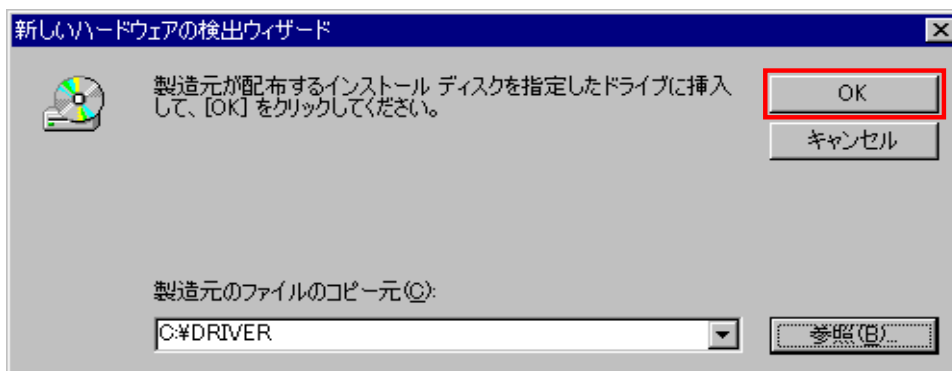 新しいハードウェアの検出ウィザード
製造元が配布するインストール ディスクを指定したドライブに挿入
して、[OK] をクリックしてください。
OK
キャンセル
製造元のファイルのコピー元(C):
C:¥DRIVER
参照(B)...